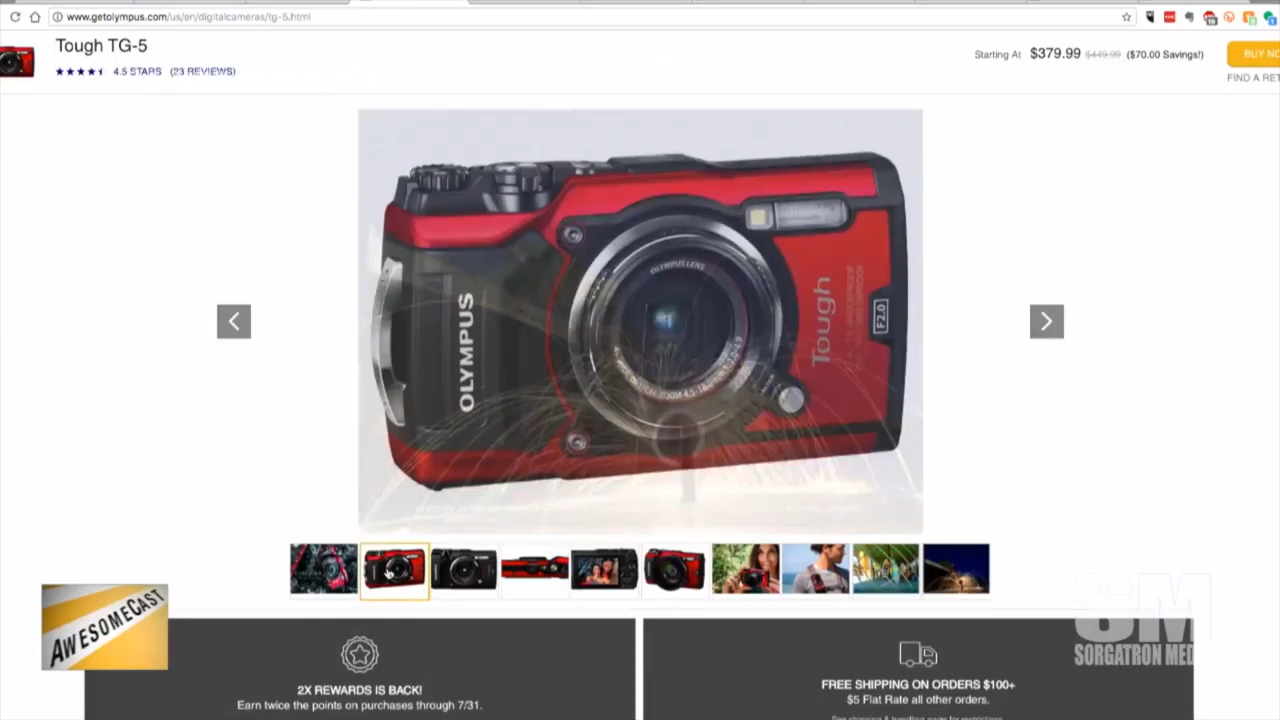 www.getolympus.com/us/en/digitalcameras/tg-5.html
Tough TG-5
4.5 STARS (23 REVIEWS)
Starting At $379.99 $449.99 ($70.00 Savings!)
BUY NO
FIND A RET
OLYMPUS LENS
OLYMPUS
Tough
F2.0
AWESOMECAST
SM
SORGATRON MED
2X REWARDS IS BACK!
Earn twice the points on purchases through 7/31.
FREE SHIPPING ON ORDERS $100+
$5 Flat Rate all other orders.